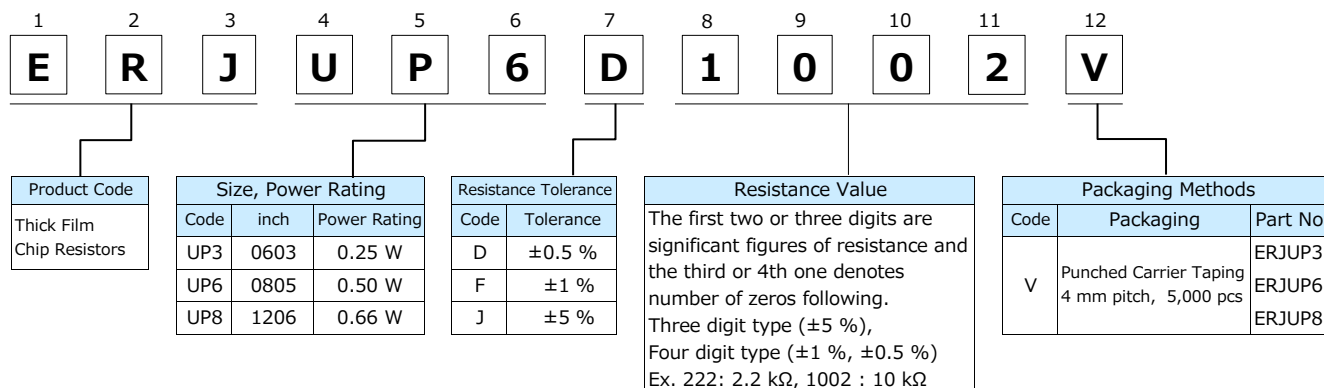 1 2 3 4 5 6 7 8 9 10 11 12
E R J U P 6 D 1 0 0 2 V
Product Code
Thick Film
Chip Resistors
Size, Power Rating
Code inch Power Rating
UP3 0603 0.25 W
UP6 0805 0.50 W
UP8 1206 0.66 W
Resistance Tolerance
Code Tolerance
D ±0.5 %
F ±1 %
J ±5 %
Resistance Value
The first two or three digits are
significant figures of resistance and
the third or 4th one denotes
number of zeros following.
Three digit type (±5 %),
Four digit type (±1 %, ±0.5 %)
Ex. 222: 2.2 kΩ, 1002 : 10 kΩ
Packaging Methods
Code Packaging Part No
V Punched Carrier Taping
4 mm pitch, 5,000 pcs
ERJUP3
ERJUP6
ERJUP8